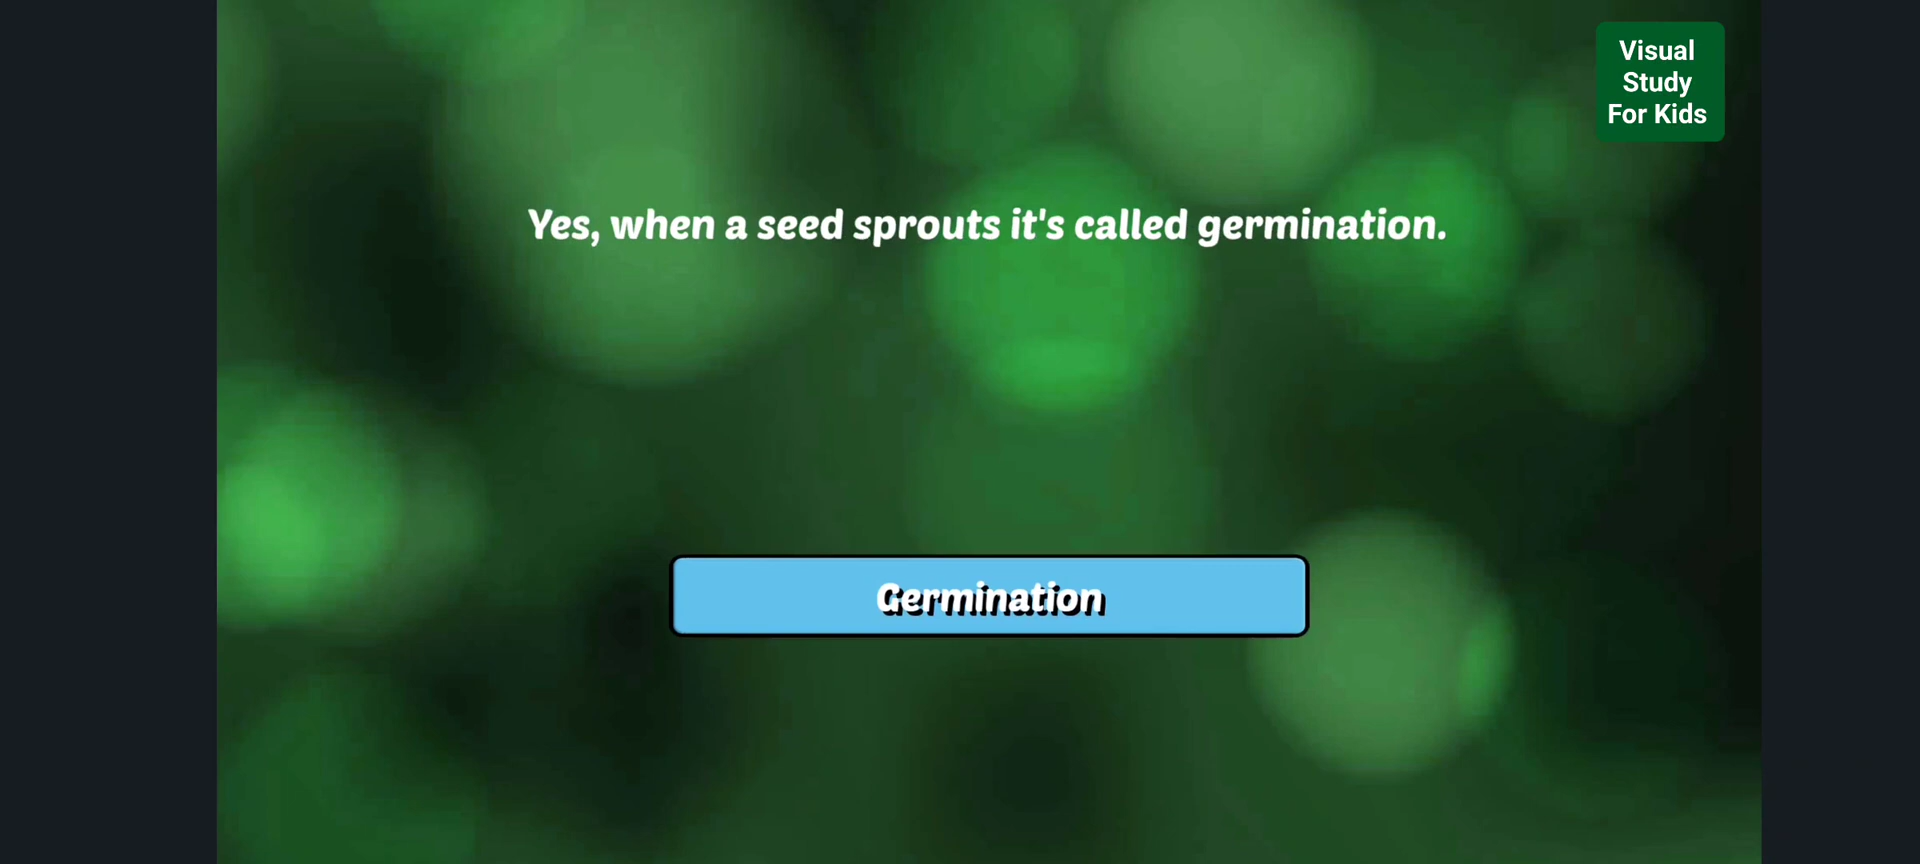 Visual
Study
For Kids
Yes, when a seed sprouts it's called germination.
Germination